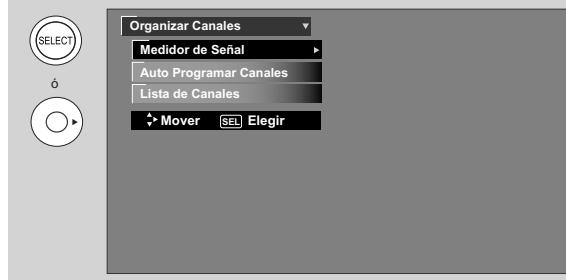 SELECT
ó
Organizar Canales
Medidor de Señal
Auto Programar Canales
Lista de Canales
Mover SEL Elegir